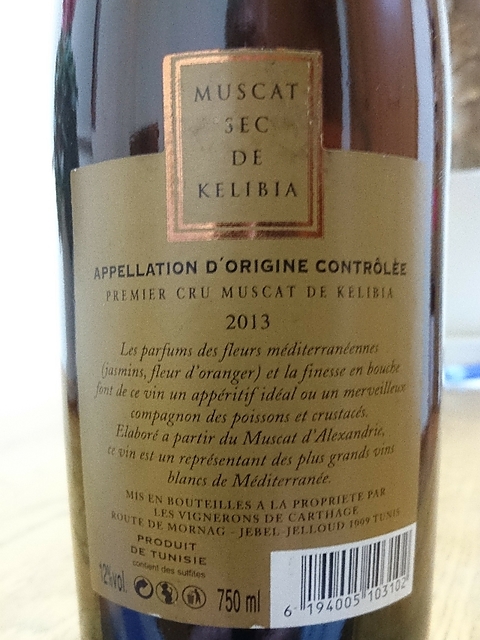 MUSCAT
SEC
DE
KELIBIA
APPELLATION D'ORIGINE CONTRÔLÈE
PREMIER CRU MUSCAT DE KELIBIA
2013
Les parfums des fleurs méditerranéennes
(jasmins, fleur d'oranger) et la finesse en bouche
font de ce vin un appéritif idéal ou un merveilleux
compagnon des poissons et crustacés.
Elaboré a partir du Muscat d'Alexandrie,
ce vin est un représentant des plus grands vins
blancs de Méditerranée.
MIS EN BOUTEILLES A LA PROPRIETE PAR
LES VIGNERONS DE CARTHAGE
ROUTE DE MORNAG - JEBEL-JELLOUD 1999 TUNIS
PRODUIT
DE TUNISIE
contient des sulfites
12%vol. 750 ml
6 194005 103102